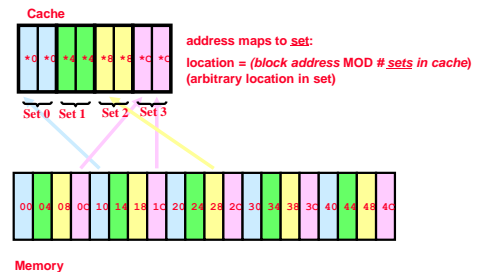 Cache
address maps to set:
*0 *0 *4 *4 *8 *8 *C *C
location = (block address MOD # sets in cache)
(arbitrary location in set)
Set 0 Set 1 Set 2 Set 3
00 04 08 0C 10 14 18 1C 20 24 28 2C 30 34 38 3C 40 44 48 4C
Memory